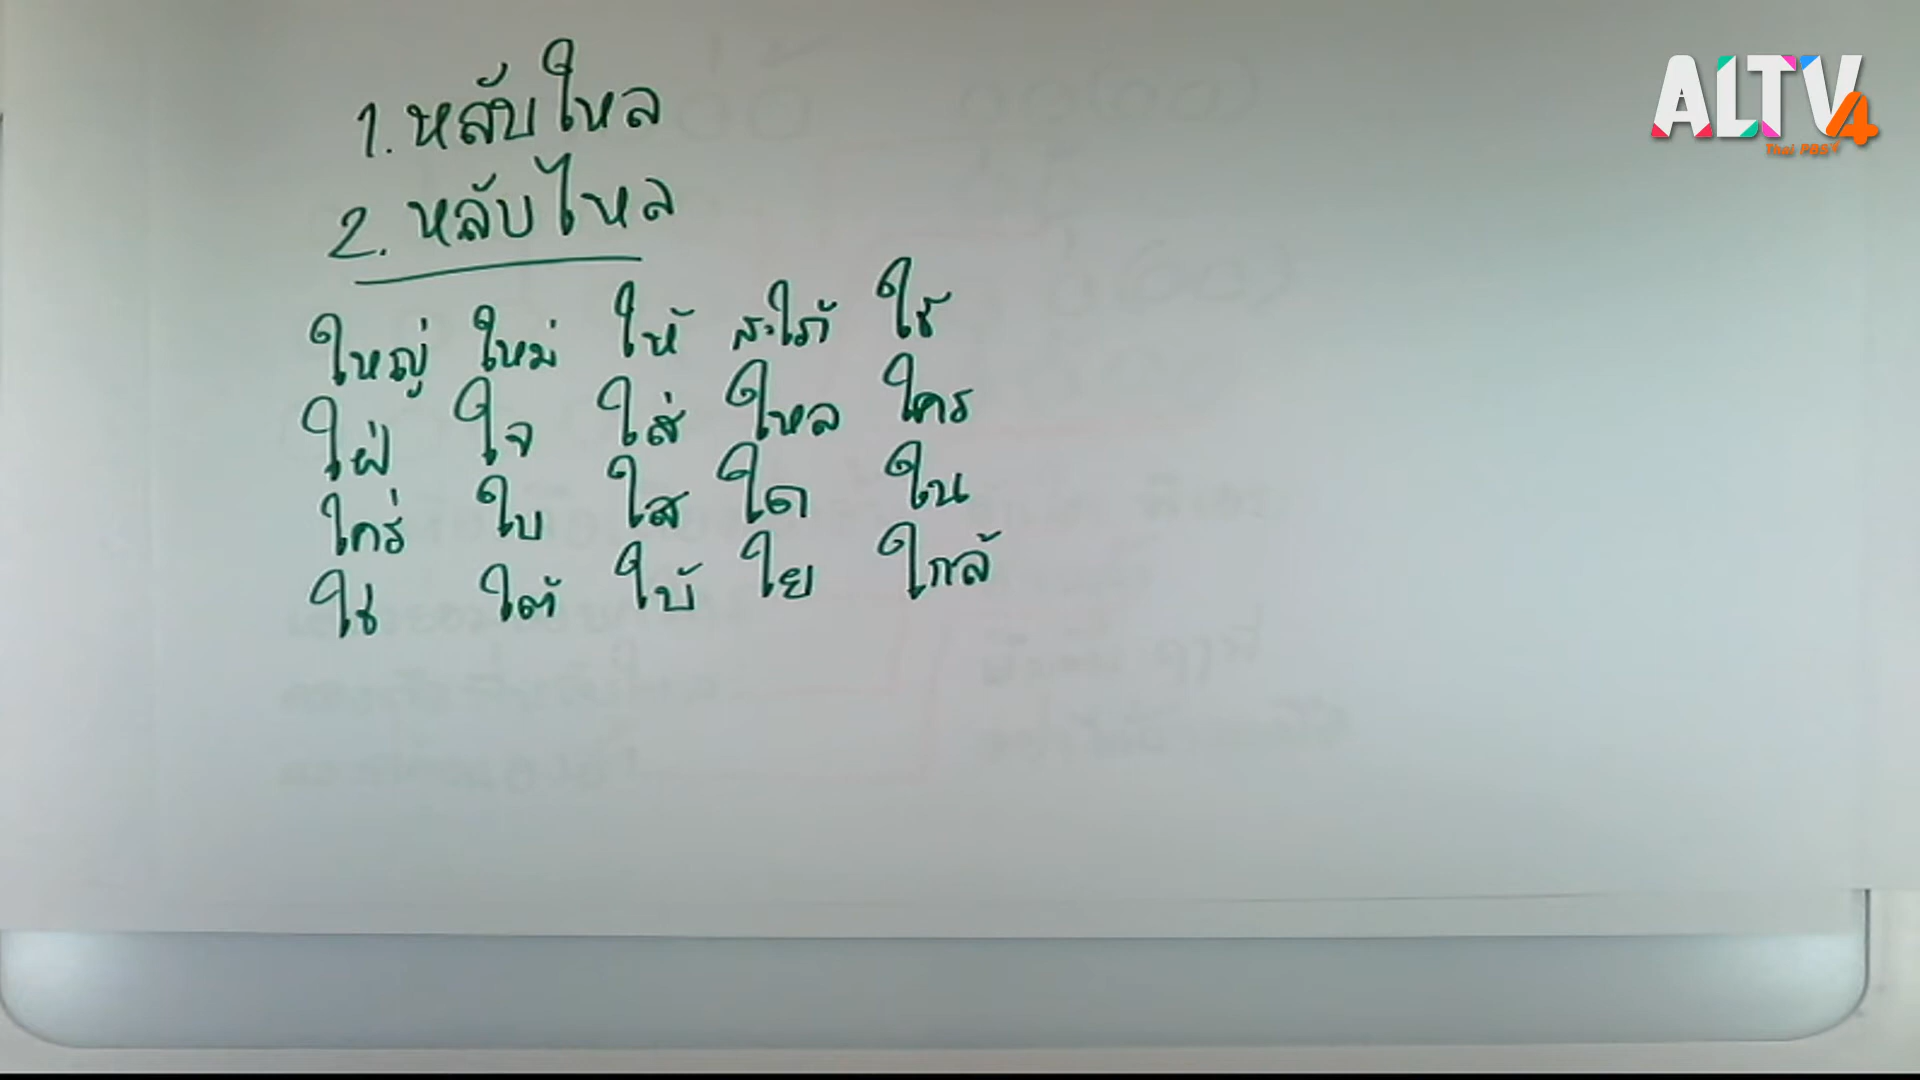 1. หลับใหล
2. หลับไหล
ใหญ่ ใหม่ ให้ สะใภ้ ใช้
ใฝ่ ใจ ใส่ ใหล ใคร
ใคร่ ใบ ใส ใด ใน
ใช่ ใต้ ใบ้ ใย ใกล้
ALTV4
Thai PBS